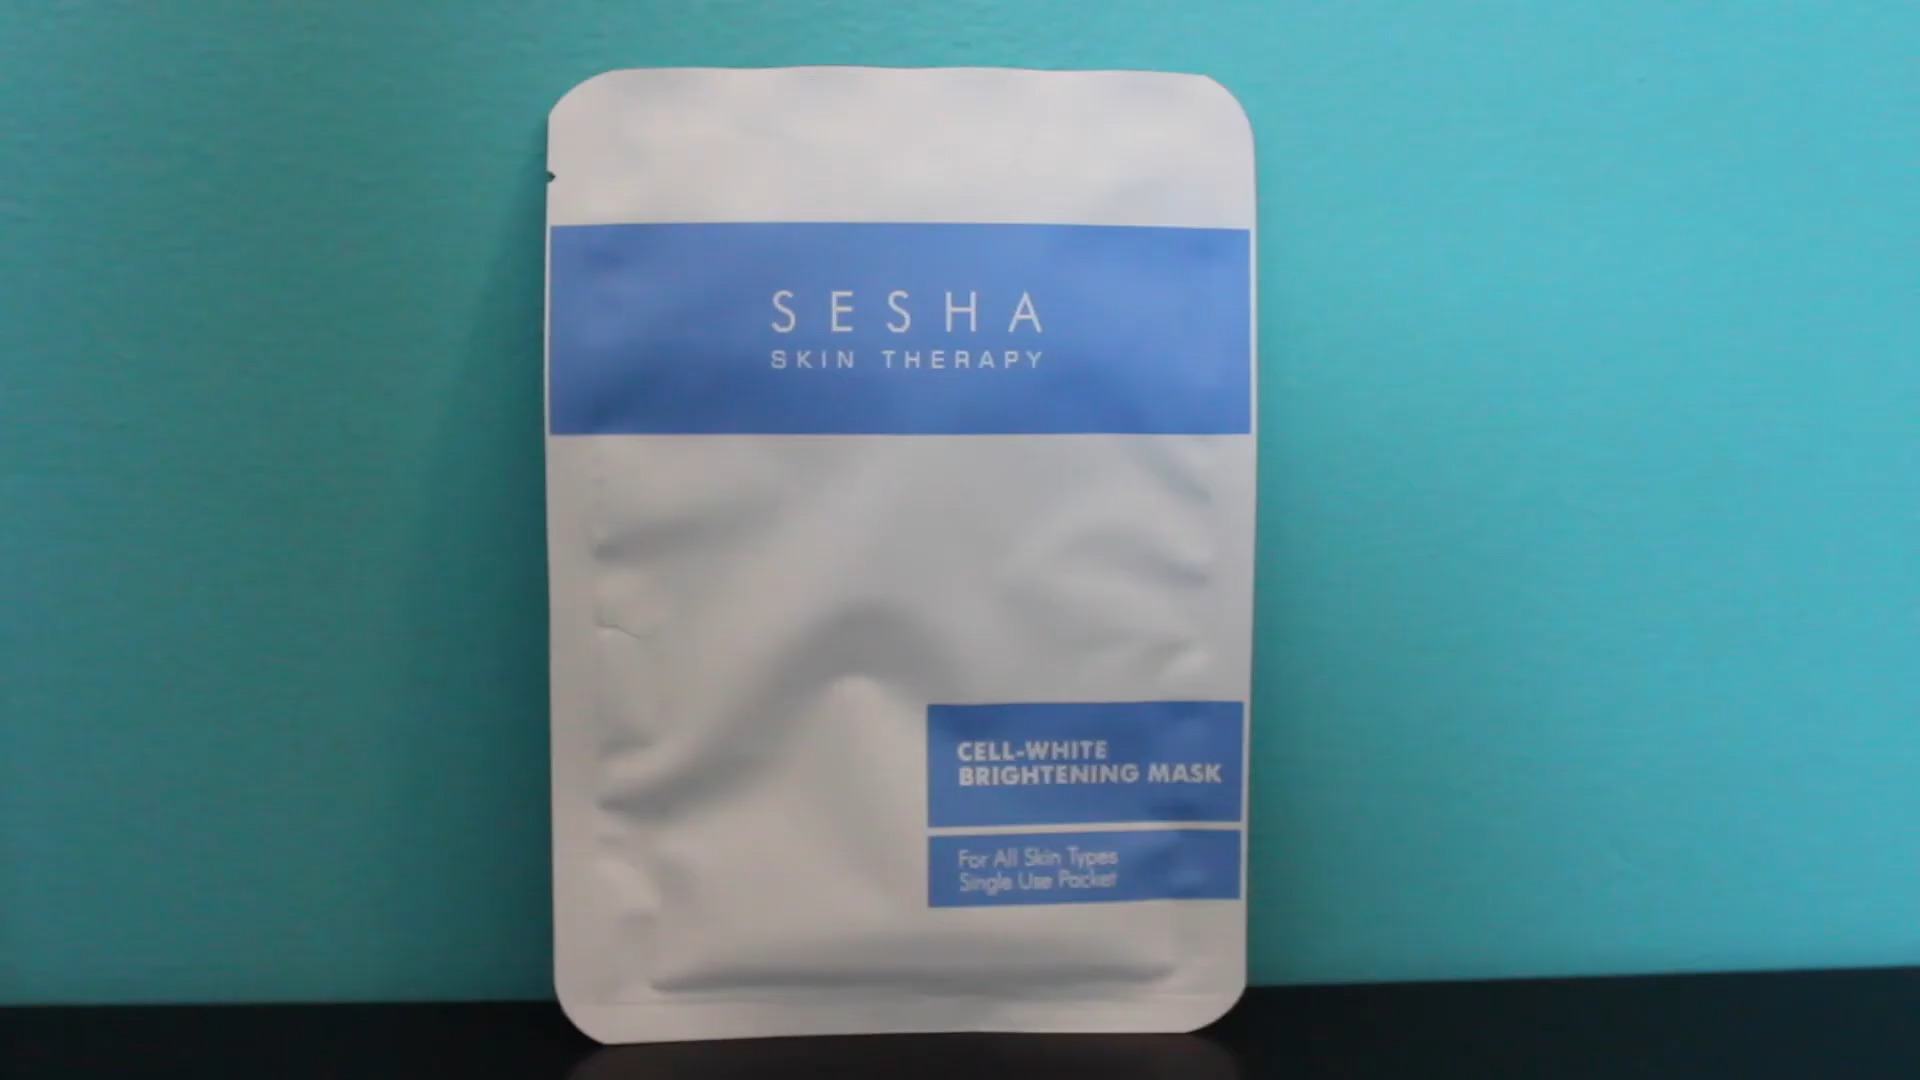 SESHA
SKIN THERAPY
CELL-WHITE
BRIGHTENING MASK
For All Skin Types
Single Use Packet